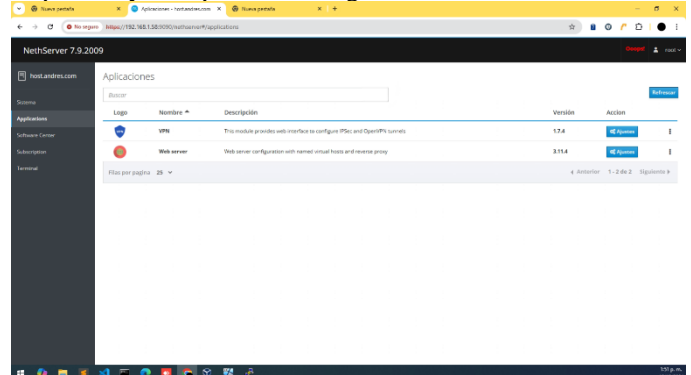 Nueva pestaña
Aplicaciones - host.andres.com
Nueva pestaña
No seguro
https://192.168.1.58:9090/nethserver#/applications
NethServer 7.9.2009
root
host.andres.com
Sistema
Applications
Software Center
Subscription
Terminal
Aplicaciones
Buscar
Refrescar
Logo Nombre Descripción Versión Accion
VPN VPN This module provides web interface to configure IPSec and OpenVPN tunnels 1.7.4 Ajustes
Web server Web server configuration with named virtual hosts and reverse proxy 3.11.4 Ajustes
Filas por pagina 25 Anterior 1 - 2 de 2 Siguiente
1:51 p. m.